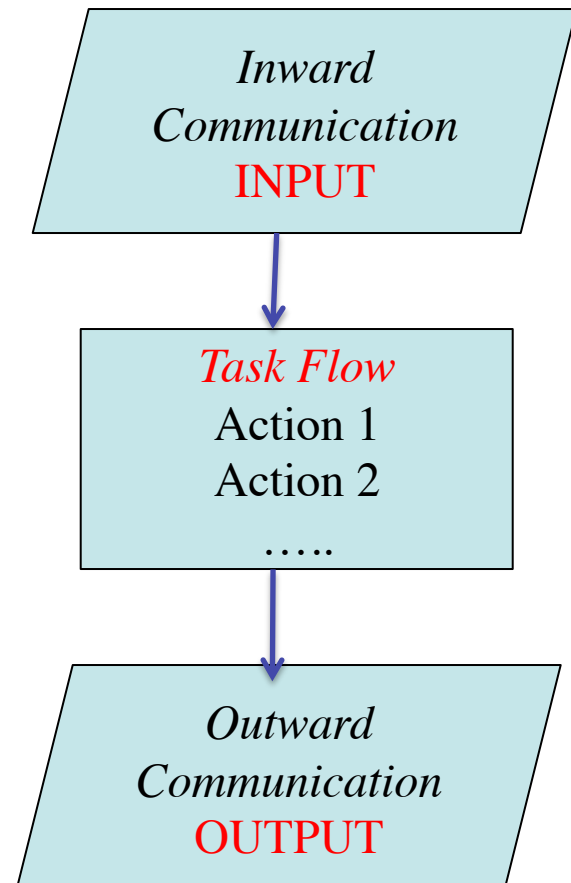 Inward
Communication
INPUT
Task Flow
Action 1
Action 2
…..
Outward
Communication
OUTPUT